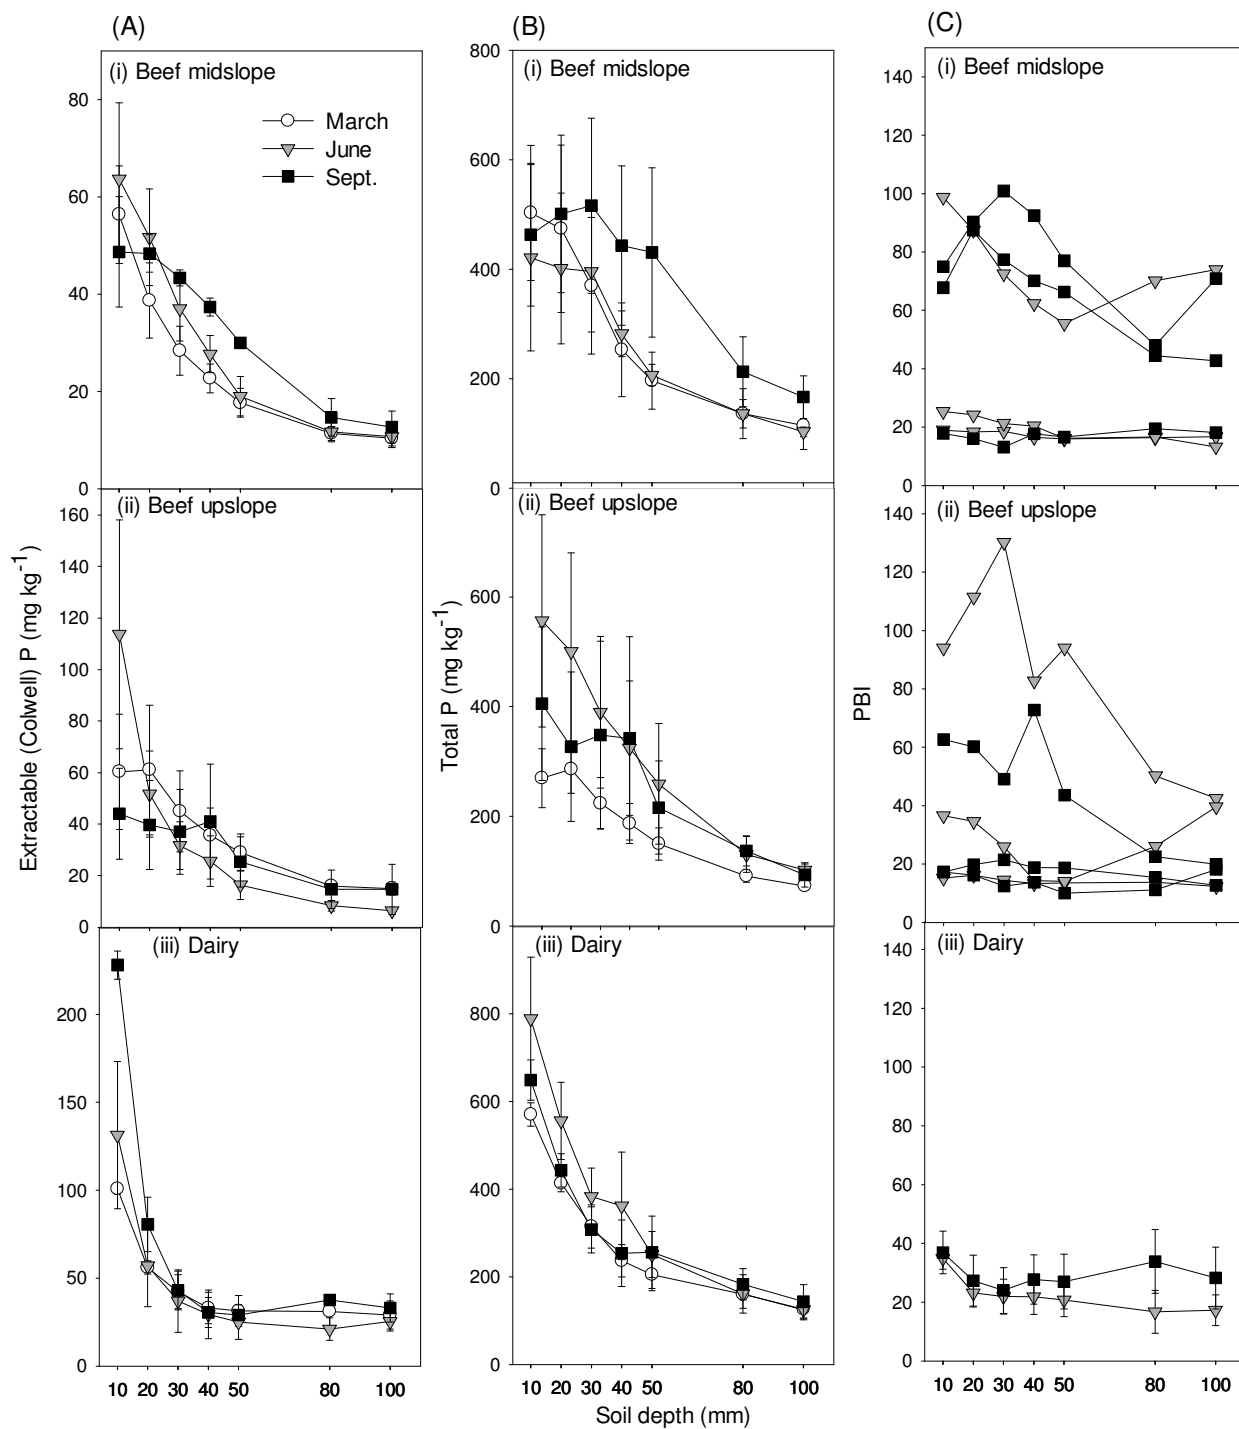 (A)
(B)
(C)
(i) Beef midslope
(i) Beef midslope
(i) Beef midslope
March
June
Sept.
80
60
40
20
0
800
600
400
200
0
140
120
100
80
60
40
20
0
(ii) Beef upslope
(ii) Beef upslope
(ii) Beef upslope
160
140
120
100
80
60
40
20
0
600
400
200
0
140
120
100
80
60
40
20
0
Extractable (Colwell) P (mg kg⁻¹)
Total P (mg kg⁻¹)
PBI
(iii) Dairy
(iii) Dairy
(iii) Dairy
200
150
100
50
0
800
600
400
200
0
140
120
100
80
60
40
20
0
10 20 30 40 50 80 100
10 20 30 40 50 80 100
10 20 30 40 50 80 100
Soil depth (mm)